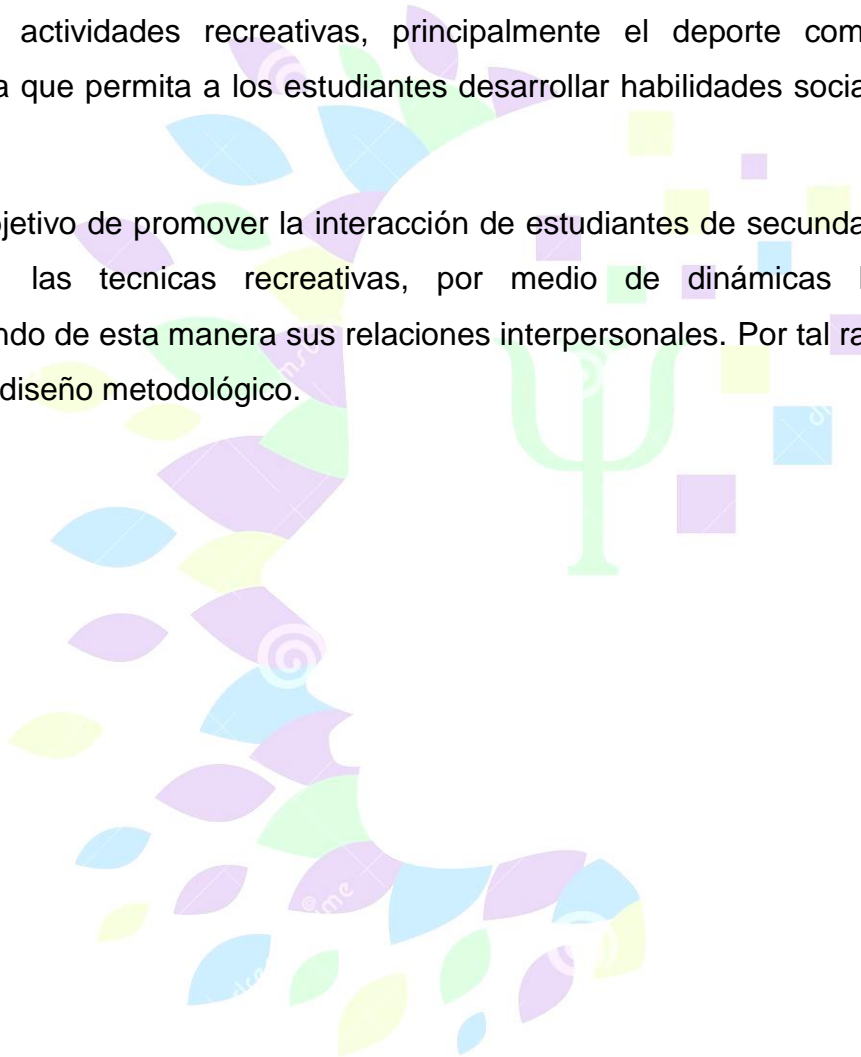 actividades recreativas, principalmente el deporte com
a que permita a los estudiantes desarrollar habilidades socia
jetivo de promover la interacción de estudiantes de secunda
las tecnicas recreativas, por medio de dinámicas
ndo de esta manera sus relaciones interpersonales. Por tal ra
diseño metodológico.